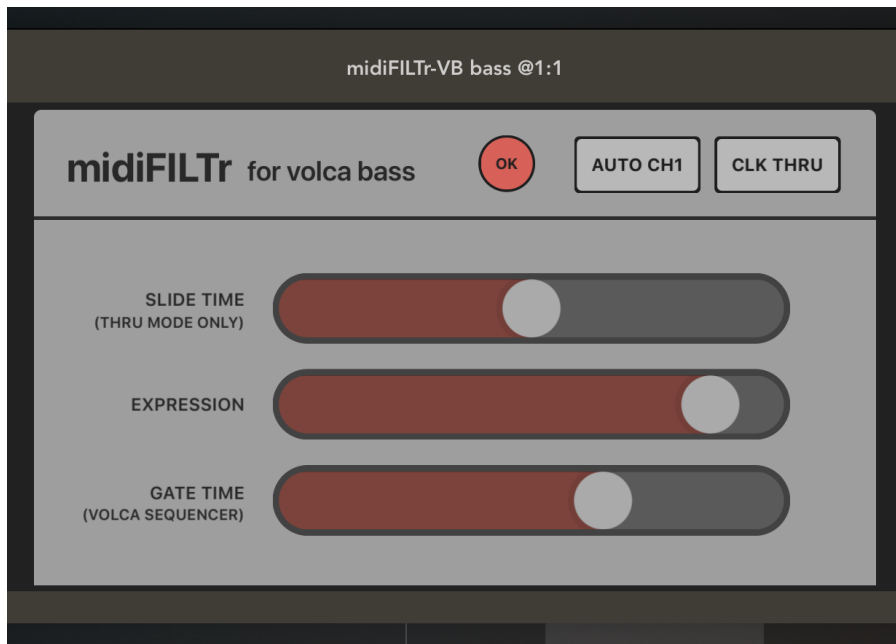 midiFILTr-VB bass @1:1
midiFILTr for volca bass OK AUTO CH1 CLK THRU
SLIDE TIME
(THRU MODE ONLY)
EXPRESSION
GATE TIME
(VOLCA SEQUENCER)